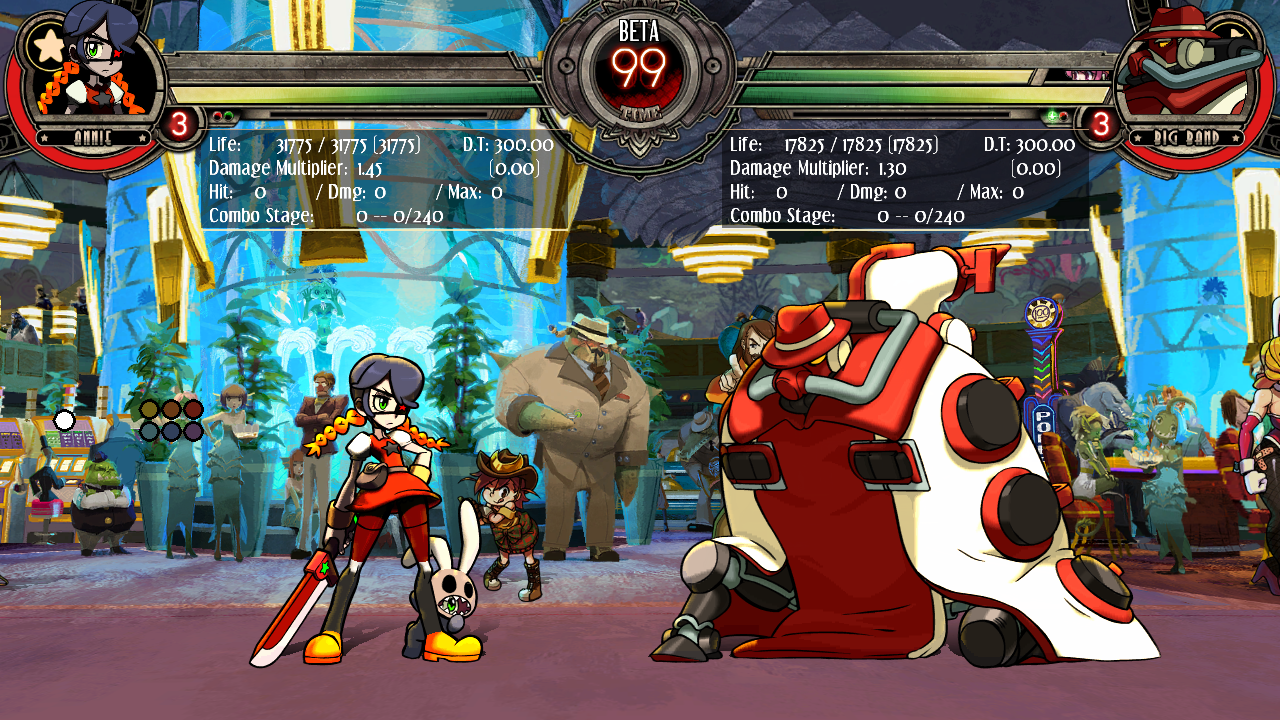 BETA
99
TIME
ANNIE
3
BIG BAND
3
Life: 31775 / 31775 (31775) D.T: 300.00
Damage Multiplier: 1.45 (0.00)
Hit: 0 / Dmg: 0 / Max: 0
Combo Stage: 0 -- 0/240
Life: 17825 / 17825 (17825) D.T: 300.00
Damage Multiplier: 1.30 (0.00)
Hit: 0 / Dmg: 0 / Max: 0
Combo Stage: 0 -- 0/240
100